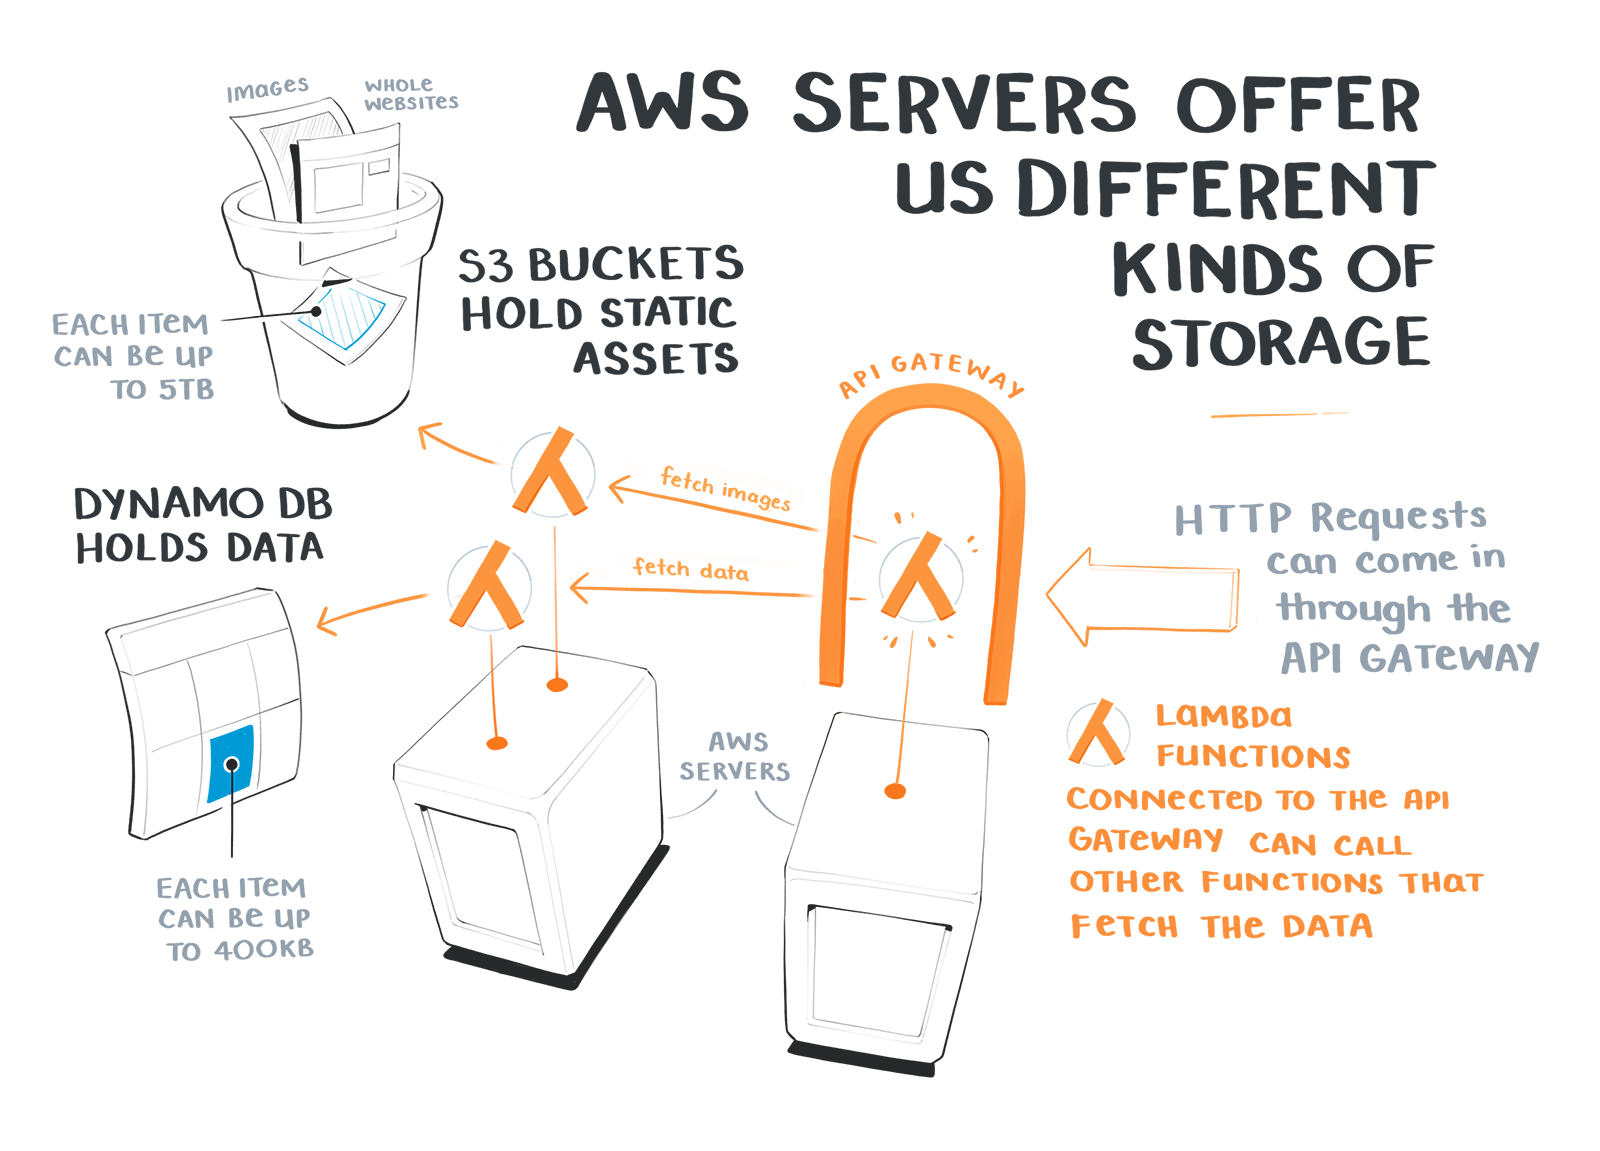 AWS SERVERS OFFER
US DIFFERENT
KINDS OF
STORAGE
IMAGES
WHOLE
WEBSITES
S3 BUCKETS
HOLD STATIC
ASSETS
EACH ITEM
CAN BE UP
TO 5TB
API GATEWAY
fetch images
fetch data
DYNAMO DB
HOLDS DATA
EACH ITEM
CAN BE UP
TO 400KB
AWS
SERVERS
HTTP Requests
can come in
through the
API GATEWAY
LAMBDA
FUNCTIONS
CONNECTED TO THE API
GATEWAY CAN CALL
OTHER FUNCTIONS THAT
FETCH THE DATA